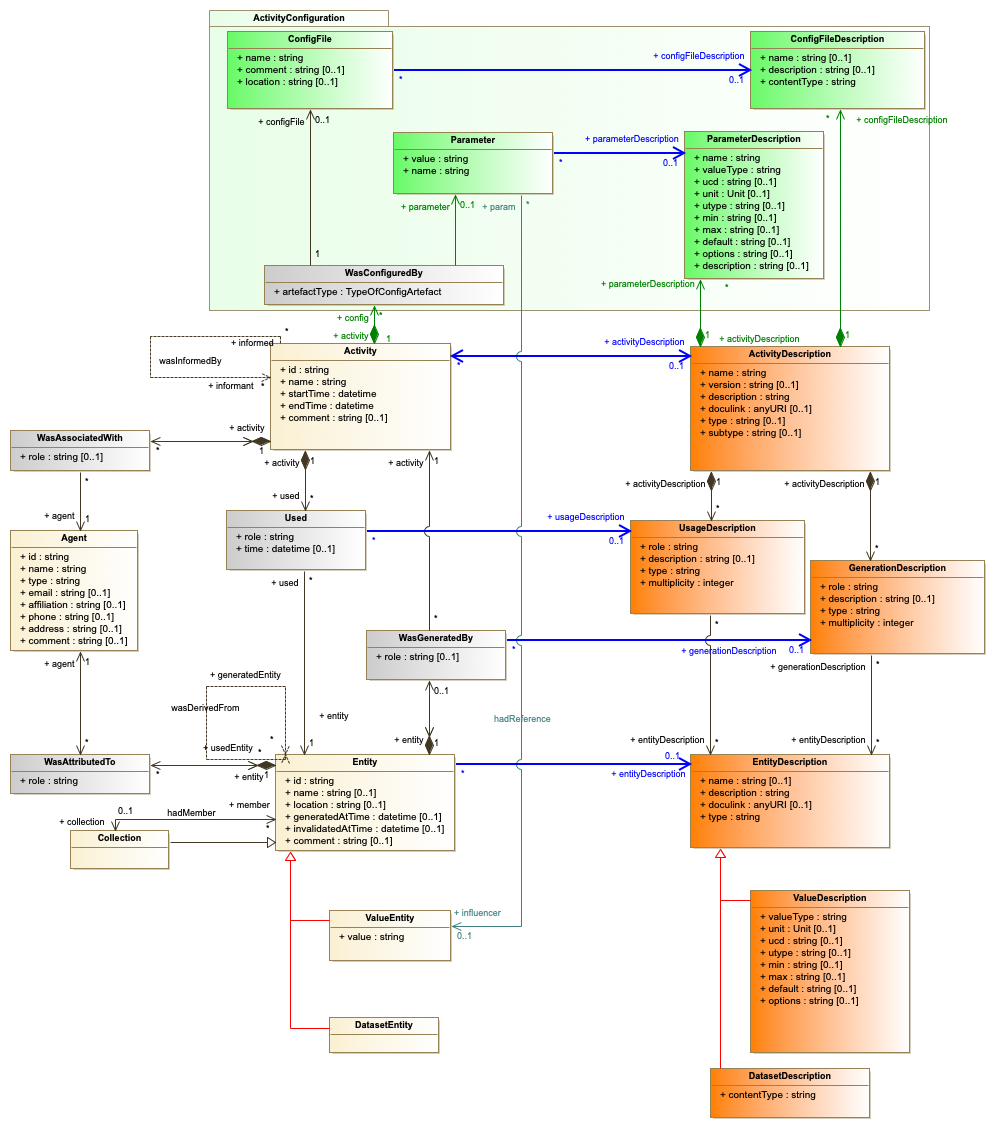 ActivityConfiguration
ConfigFile
+ name : string
+ comment : string [0..1]
+ location : string [0..1]
+ configFileDescription
*
0..1
ConfigFileDescription
+ name : string [0..1]
+ description : string [0..1]
+ contentType : string
+ configFile
0..1
* + configFileDescription
Parameter
+ value : string
+ name : string
+ parameterDescription
*
0..1
ParameterDescription
+ name : string
+ valueType : string
+ ucd : string [0..1]
+ unit : Unit [0..1]
+ utype : string [0..1]
+ min : string [0..1]
+ max : string [0..1]
+ default : string [0..1]
+ options : string [0..1]
+ description : string [0..1]
+ parameter 0..1 + param *
1
WasConfiguredBy
+ artefactType : TypeOfConfigArtefact
+ parameterDescription *
+ config *
+ activity 1
1 + activityDescription 1
*
+ informed
wasInformedBy
+ informant *
Activity
+ id : string
+ name : string
+ startTime : datetime
+ endTime : datetime
+ comment : string [0..1]
+ activityDescription
*
0..1
ActivityDescription
+ name : string
+ version : string [0..1]
+ description : string
+ doculink : anyURI [0..1]
+ type : string [0..1]
+ subtype : string [0..1]
WasAssociatedWith
+ role : string [0..1]
+ activity
* 1
+ activity 1
+ activity 1
+ activityDescription 1
+ activityDescription 1
*
+ agent 1
+ used *
*
*
Agent
+ id : string
+ name : string
+ type : string
+ email : string [0..1]
+ affiliation : string [0..1]
+ phone : string [0..1]
+ address : string [0..1]
+ comment : string [0..1]
Used
+ role : string
+ time : datetime [0..1]
+ usageDescription
*
0..1
UsageDescription
+ role : string
+ description : string [0..1]
+ type : string
+ multiplicity : integer
GenerationDescription
+ role : string
+ description : string [0..1]
+ type : string
+ multiplicity : integer
+ used *
*
*
WasGeneratedBy
+ role : string [0..1]
*
+ generationDescription 0..1
+ agent 1
+ generationDescription *
+ generatedEntity
0..1
wasDerivedFrom
+ entity
hadReference
*
+ usedEntity *
1
+ entity 1
0..1
+ entityDescription *
+ entityDescription *
*
WasAttributedTo
+ role : string
*
+ entity 1
Entity
+ id : string
+ name : string [0..1]
+ location : string [0..1]
+ generatedAtTime : datetime [0..1]
+ invalidatedAtTime : datetime [0..1]
+ comment : string [0..1]
*
+ entityDescription
EntityDescription
+ name : string [0..1]
+ description : string
+ doculink : anyURI [0..1]
+ type : string
+ member
0..1
hadMember
+ collection
*
Collection
ValueEntity
+ value : string
+ influencer
0..1
ValueDescription
+ valueType : string
+ unit : Unit [0..1]
+ ucd : string [0..1]
+ utype : string [0..1]
+ min : string [0..1]
+ max : string [0..1]
+ default : string [0..1]
+ options : string [0..1]
DatasetEntity
DatasetDescription
+ contentType : string